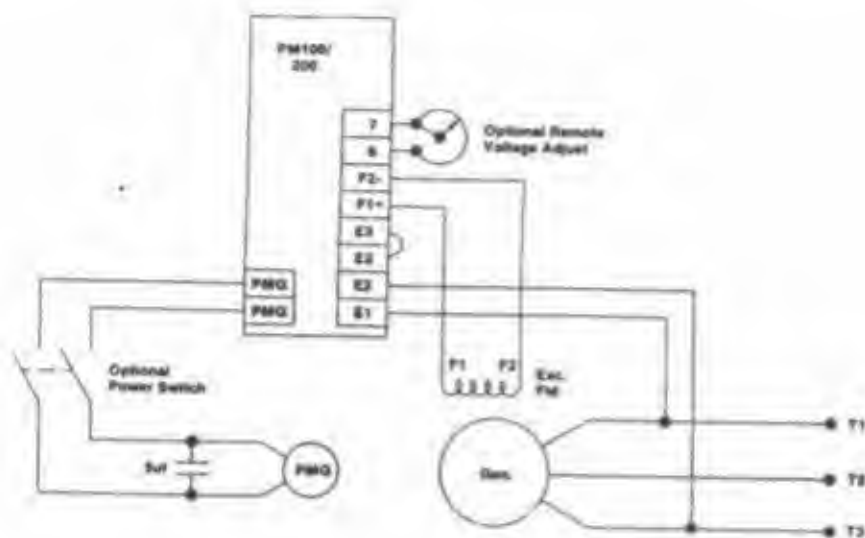 PM100/
200
7
6
F2-
F1+
E3
E2
E2
E1
Optional Remote
Voltage Adjust
PMG
PMG
Optional
Power Switch
5uf
PMG
F1 F2
Exc.
Fld
Gen.
T1
T2
T3